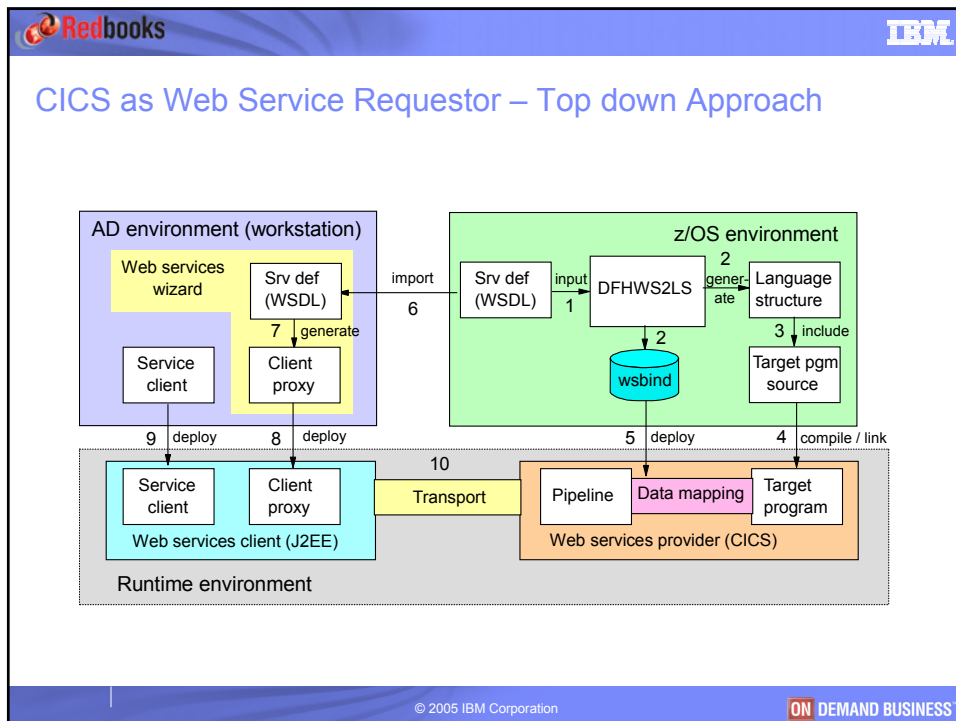 Redbooks
IBM
CICS as Web Service Requestor – Top down Approach
AD environment (workstation)
Web services
wizard
Srv def
(WSDL)
7 generate
Client
proxy
Service
client
import
6
z/OS environment
Srv def
(WSDL)
input
1
DFHWS2LS
2
gener-
ate
Language
structure
3 include
Target pgm
source
2
wsbind
9 deploy
8 deploy
5 deploy
4 compile / link
Service
client
Client
proxy
Web services client (J2EE)
10
Transport
Pipeline
Data mapping
Target
program
Web services provider (CICS)
Runtime environment
© 2005 IBM Corporation
ON DEMAND BUSINESS™